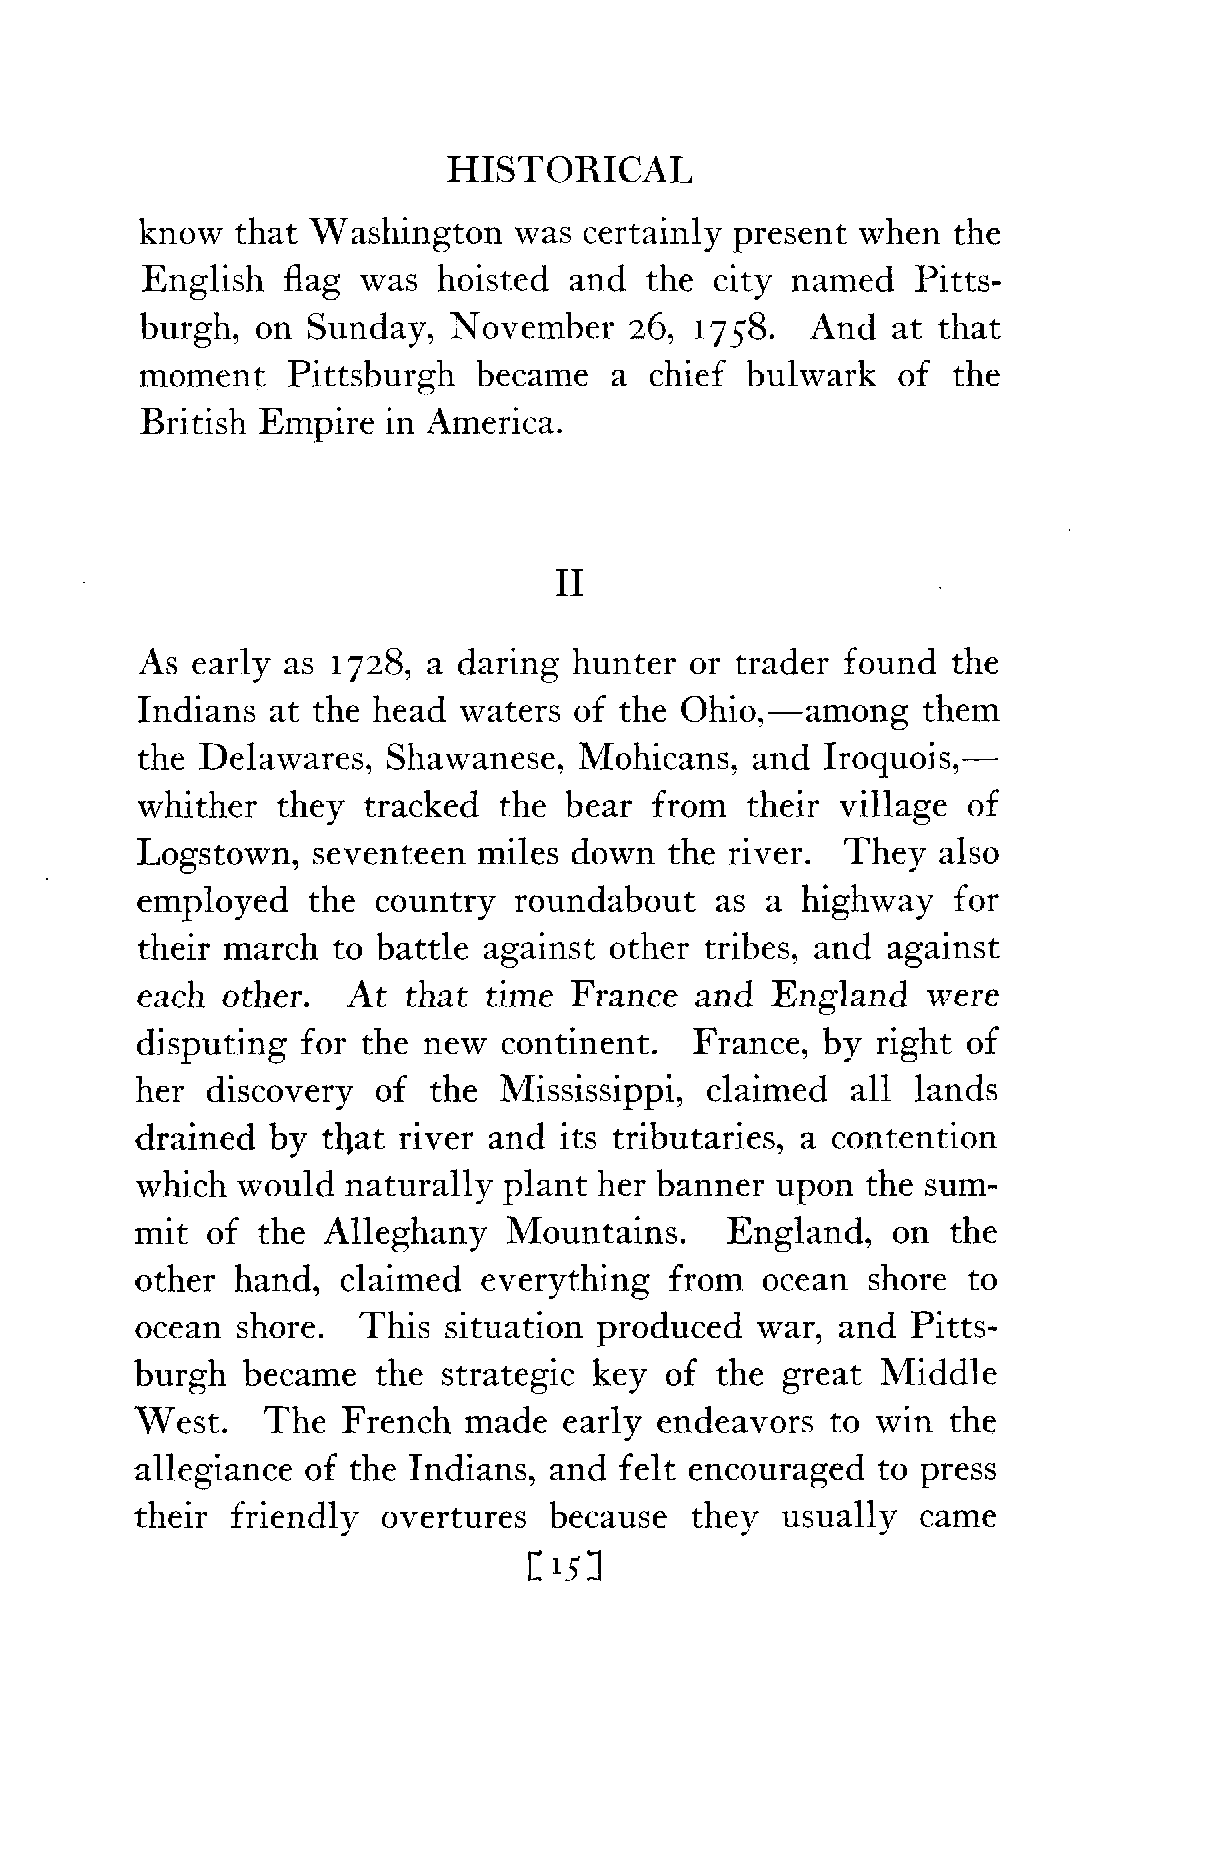 HISTORICAL
know that Washington was certainly present when the
English flag was hoisted and the city named Pitts-
burgh, on Sunday, November 26, 1758. And at that
moment Pittsburgh became a chief bulwark of the
British Empire in America.
II
As early as 1728, a daring hunter or trader found the
Indians at the head waters of the Ohio,—among them
the Delawares, Shawanese, Mohicans, and Iroquois,—
whither they tracked the bear from their village of
Logstown, seventeen miles down the river. They also
employed the country roundabout as a highway for
their march to battle against other tribes, and against
each other. At that time France and England were
disputing for the new continent. France, by right of
her discovery of the Mississippi, claimed all lands
drained by that river and its tributaries, a contention
which would naturally plant her banner upon the sum-
mit of the Alleghany Mountains. England, on the
other hand, claimed everything from ocean shore to
ocean shore. This situation produced war, and Pitts-
burgh became the strategic key of the great Middle
West. The French made early endeavors to win the
allegiance of the Indians, and felt encouraged to press
their friendly overtures because they usually came
[15]